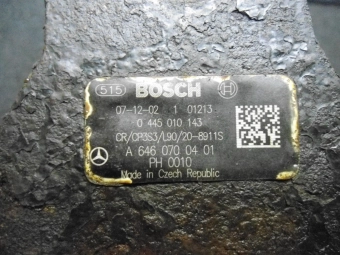 515 BOSCH
07-12-02 1 01213
0 445 010 143
CR/CP3S3/L90/20-8911S
A 646 070 04 01
PH 0010
Made in Czech Republic